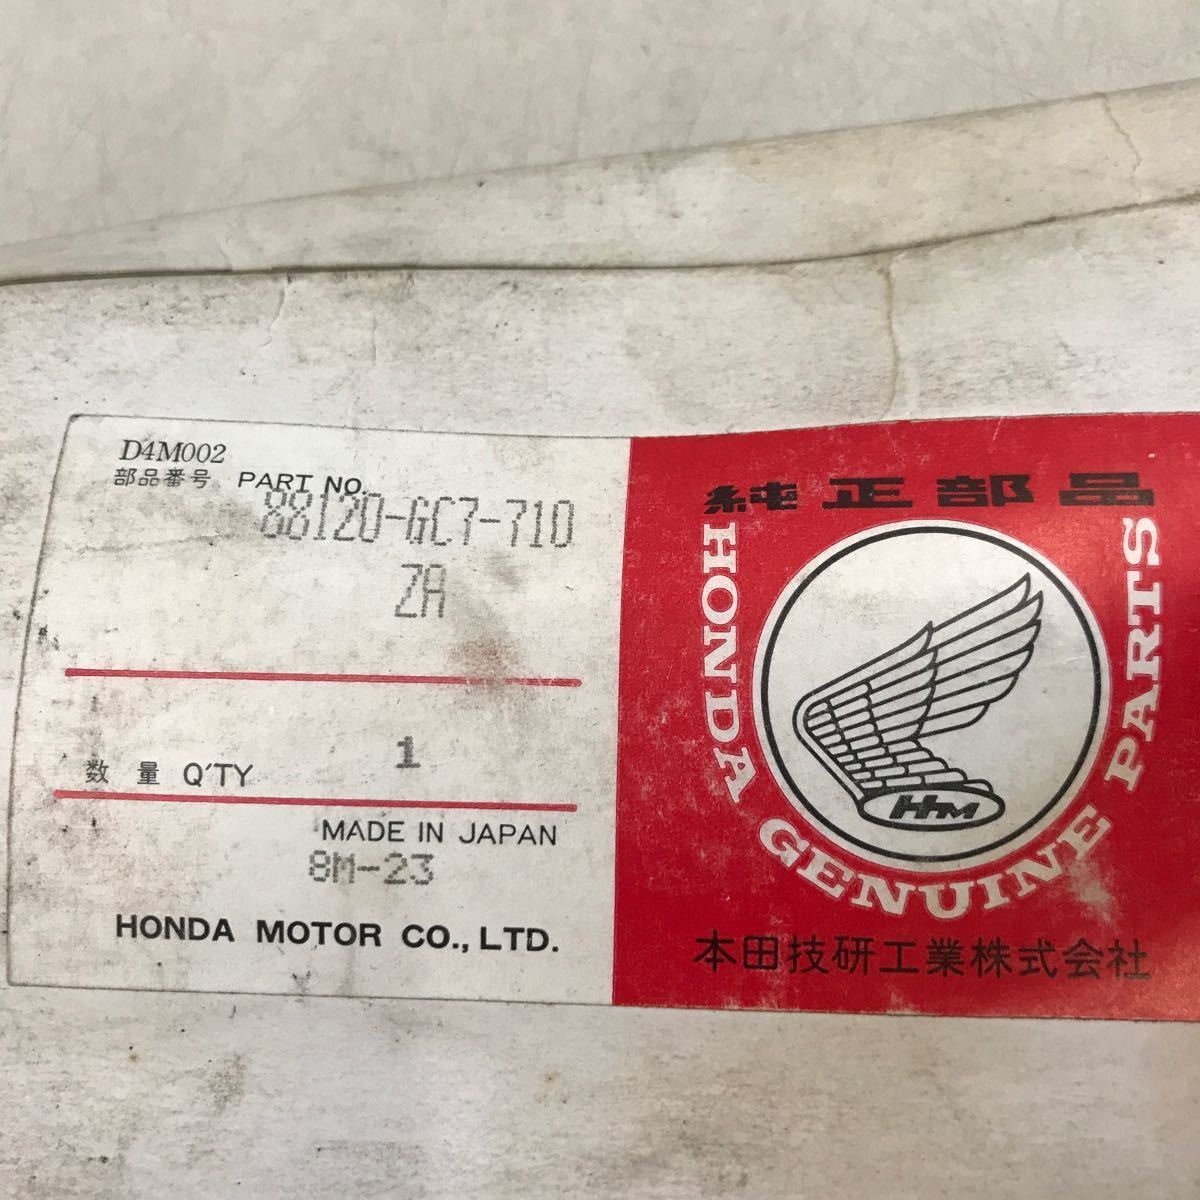 D4M002
部品番号 PART NO.
88120-GC7-710
ZA
数 量 Q'TY 1
MADE IN JAPAN
8M-23
HONDA MOTOR CO., LTD.
純正部品
HONDA GENUINE PARTS
HM
本田技研工業株式会社